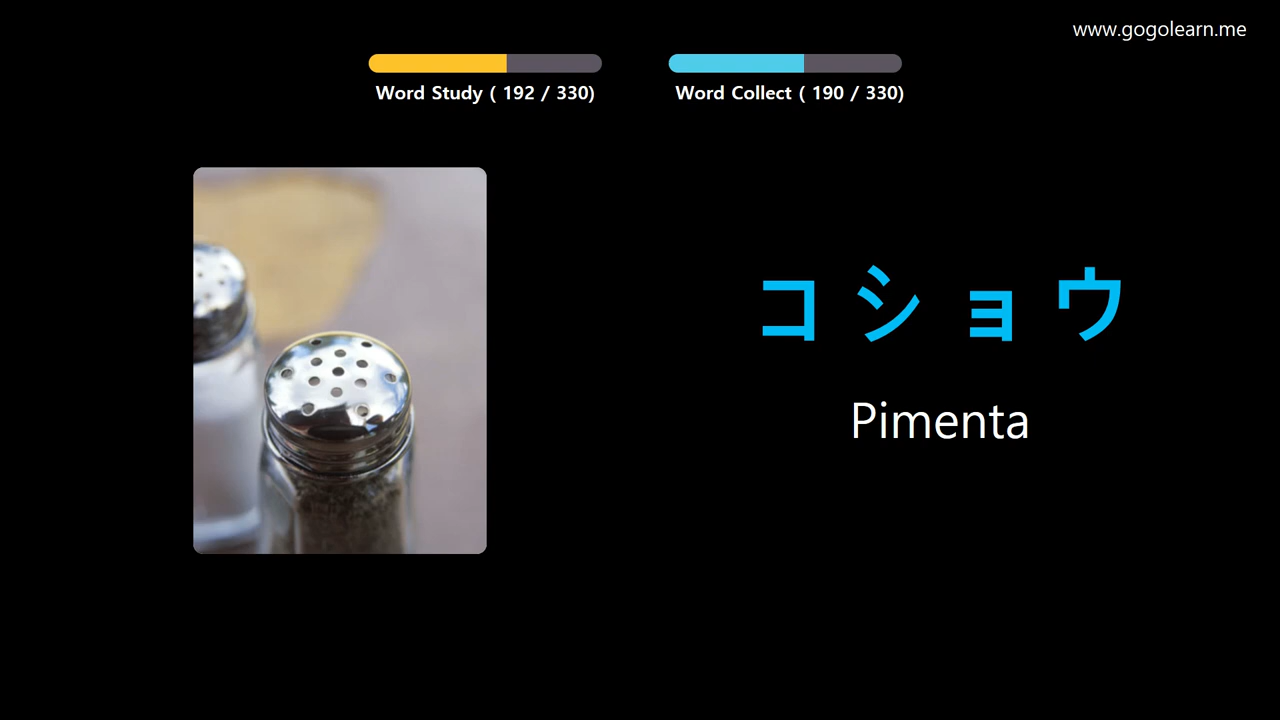 www.gogolearn.me
Word Study ( 192 / 330)
Word Collect ( 190 / 330)
コショウ
Pimenta